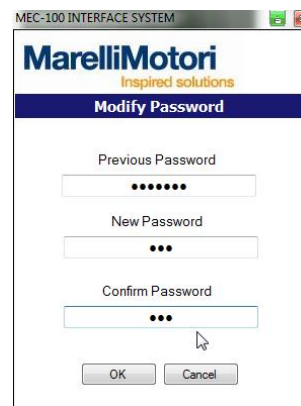 MEC-100 INTERFACE SYSTEM
MarelliMotori
Inspired solutions
Modify Password
Previous Password
•••••••
New Password
•••
Confirm Password
•••
OK Cancel